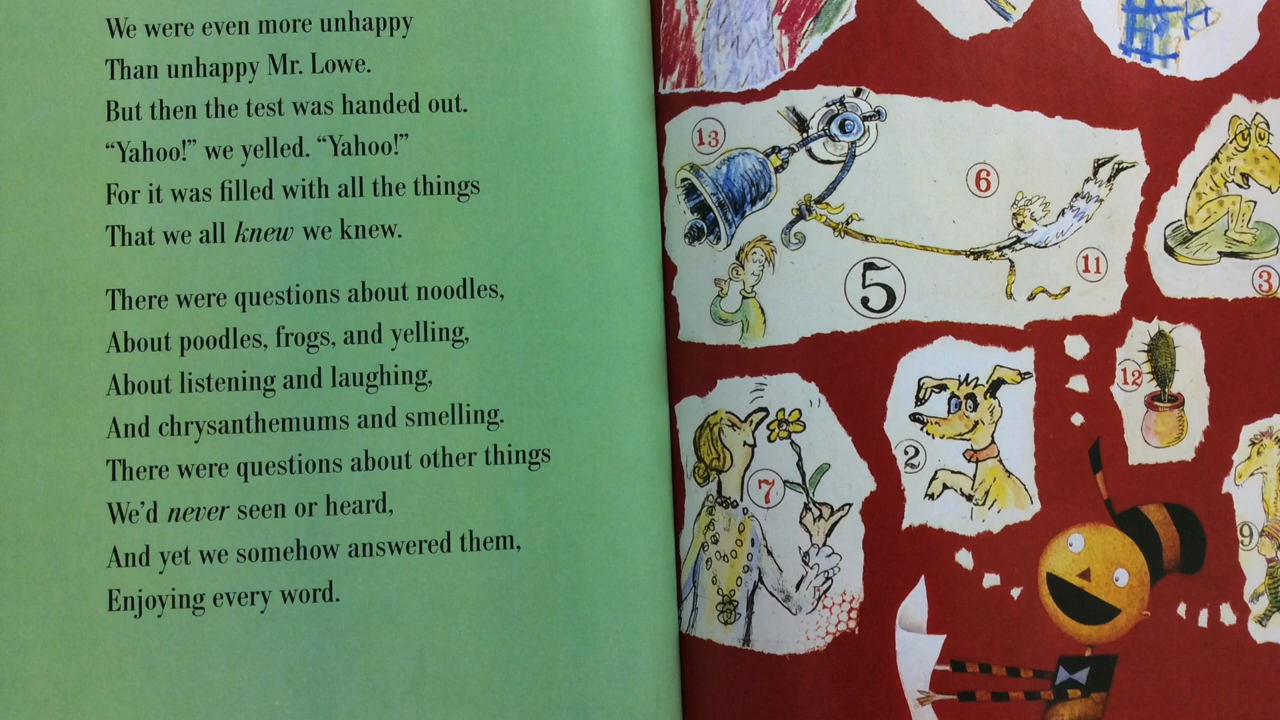 We were even more unhappy
Than unhappy Mr. Lowe.
But then the test was handed out.
“Yahoo!” we yelled. “Yahoo!”
For it was filled with all the things
That we all knew we knew.
There were questions about noodles,
About poodles, frogs, and yelling,
About listening and laughing,
And chrysanthemums and smelling.
There were questions about other things
We’d never seen or heard,
And yet we somehow answered them,
Enjoying every word.
13
6
11
5
3
12
2
7
9